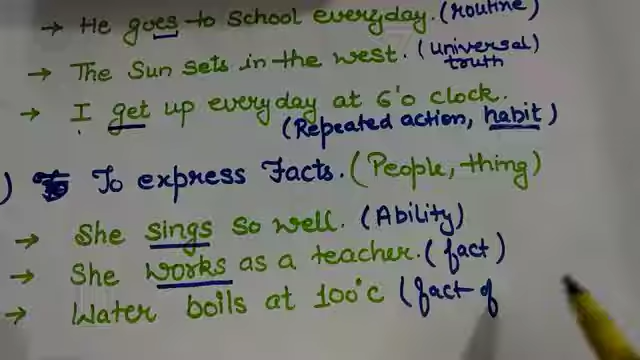 → He goes to School everyday. (routine)
→ The Sun sets in the west. (universal truth)
→ I get up everyday at 6'o clock.
(Repeated action, habit)
) To express Facts. (People, thing)
→ She sings so well. (Ability)
→ She works as a teacher. (fact)
→ Water boils at 100°c (fact of